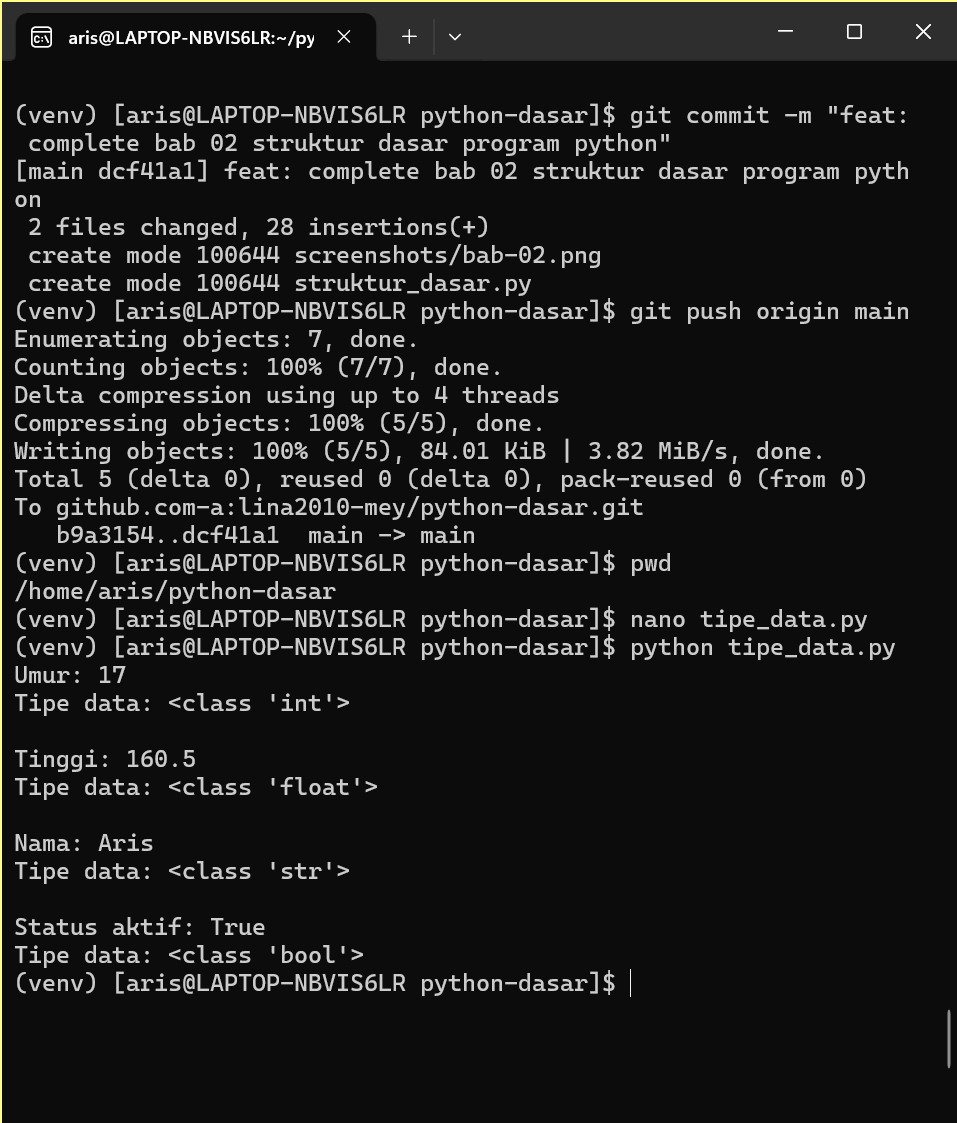 aris@LAPTOP-NBVIS6LR:~/py
(venv) [aris@LAPTOP-NBVIS6LR python-dasar]$ git commit -m "feat:
 complete bab 02 struktur dasar program python"
[main dcf41a1] feat: complete bab 02 struktur dasar program pyth
on
 2 files changed, 28 insertions(+)
 create mode 100644 screenshots/bab-02.png
 create mode 100644 struktur_dasar.py
(venv) [aris@LAPTOP-NBVIS6LR python-dasar]$ git push origin main
Enumerating objects: 7, done.
Counting objects: 100% (7/7), done.
Delta compression using up to 4 threads
Compressing objects: 100% (5/5), done.
Writing objects: 100% (5/5), 84.01 KiB | 3.82 MiB/s, done.
Total 5 (delta 0), reused 0 (delta 0), pack-reused 0 (from 0)
To github.com-a:lina2010-mey/python-dasar.git
   b9a3154..dcf41a1  main -> main
(venv) [aris@LAPTOP-NBVIS6LR python-dasar]$ pwd
/home/aris/python-dasar
(venv) [aris@LAPTOP-NBVIS6LR python-dasar]$ nano tipe_data.py
(venv) [aris@LAPTOP-NBVIS6LR python-dasar]$ python tipe_data.py
Umur: 17
Tipe data: <class 'int'>

Tinggi: 160.5
Tipe data: <class 'float'>

Nama: Aris
Tipe data: <class 'str'>

Status aktif: True
Tipe data: <class 'bool'>
(venv) [aris@LAPTOP-NBVIS6LR python-dasar]$